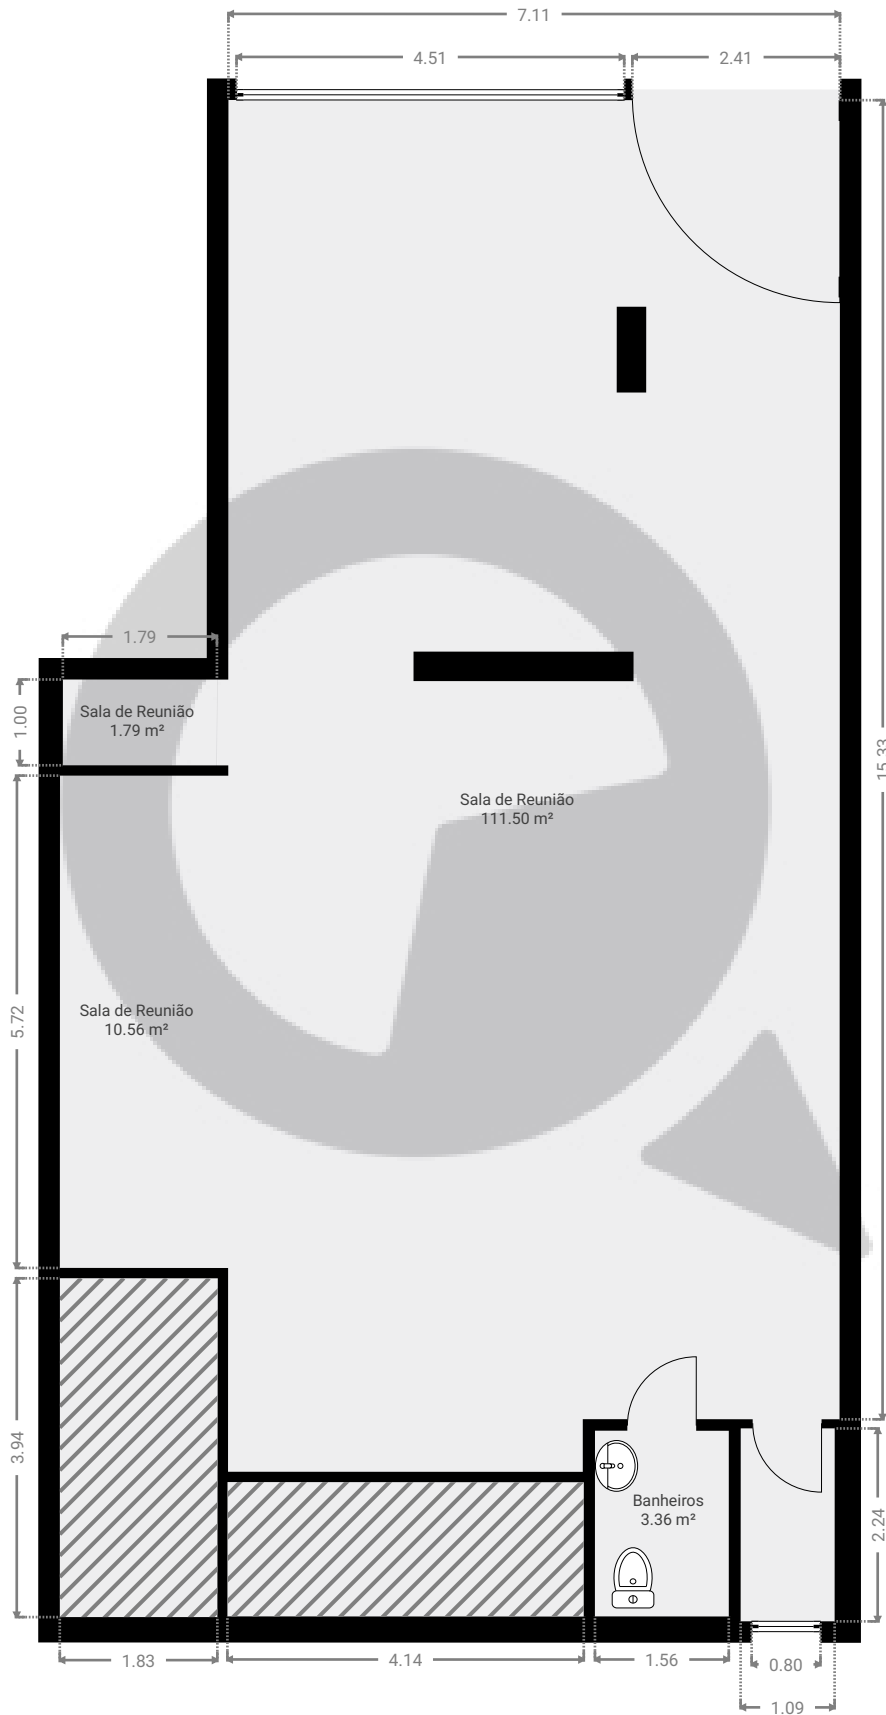 7.11
4.51
2.41
1.79
1.00
Sala de Reunião
1.79 m²
15.33
Sala de Reunião
111.50 m²
5.72
Sala de Reunião
10.56 m²
3.94
Banheiros
3.36 m²
2.24
1.83
4.14
1.56
0.80
1.09